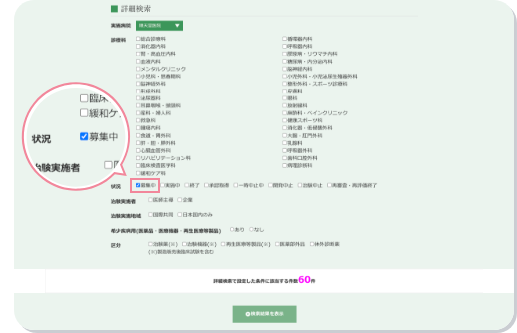 詳細検索
実施病院 順天堂医院 ▼
診療科 □総合診療科 □循環器内科
□消化器内科 □呼吸器内科
□腎・高血圧内科 □膠原病・リウマチ内科
□血液内科 □糖尿病・内分泌内科
□メンタルクリニック □脳神経内科
□小児科・思春期科 □小児外科・小児泌尿生殖器外科
□脳神経外科 □整形外科・スポーツ診療科
□形成外科 □皮膚科
□泌尿器科 □眼科
□耳鼻咽喉・頭頸科 □放射線科
□産科・婦人科 □麻酔科・ペインクリニック
□救急科 □健康スポーツ科
□腫瘍内科 □消化器・低侵襲外科
□食道・胃外科 □大腸・肛門外科
□肝・胆・膵外科 □乳腺科
□心臓血管外科 □呼吸器外科
□リハビリテーション科 □歯科口腔外科
□臨床検査医学科 □病理診断科
□緩和ケア科
□臨床
□緩和ケ
状況 ☑募集中
治験実施者
状況 ☑募集中 □実施中 □終了 □承認取得 □一時中止中 □開発中止 □治験中止 □再審査・再評価終了
治験実施者 □医師主導 □企業
治験実施地域 □国際共同 □日本国内のみ
希少疾病用(医薬品・医療機器・再生医療等製品) □あり □なし
区分 □治験薬(※) □治験機器(※) □再生医療等製品(※) □医薬部外品 □体外診断薬
(※)製造販売後臨床試験を含む
詳細検索で設定した条件に該当する件数60件
検索結果を表示